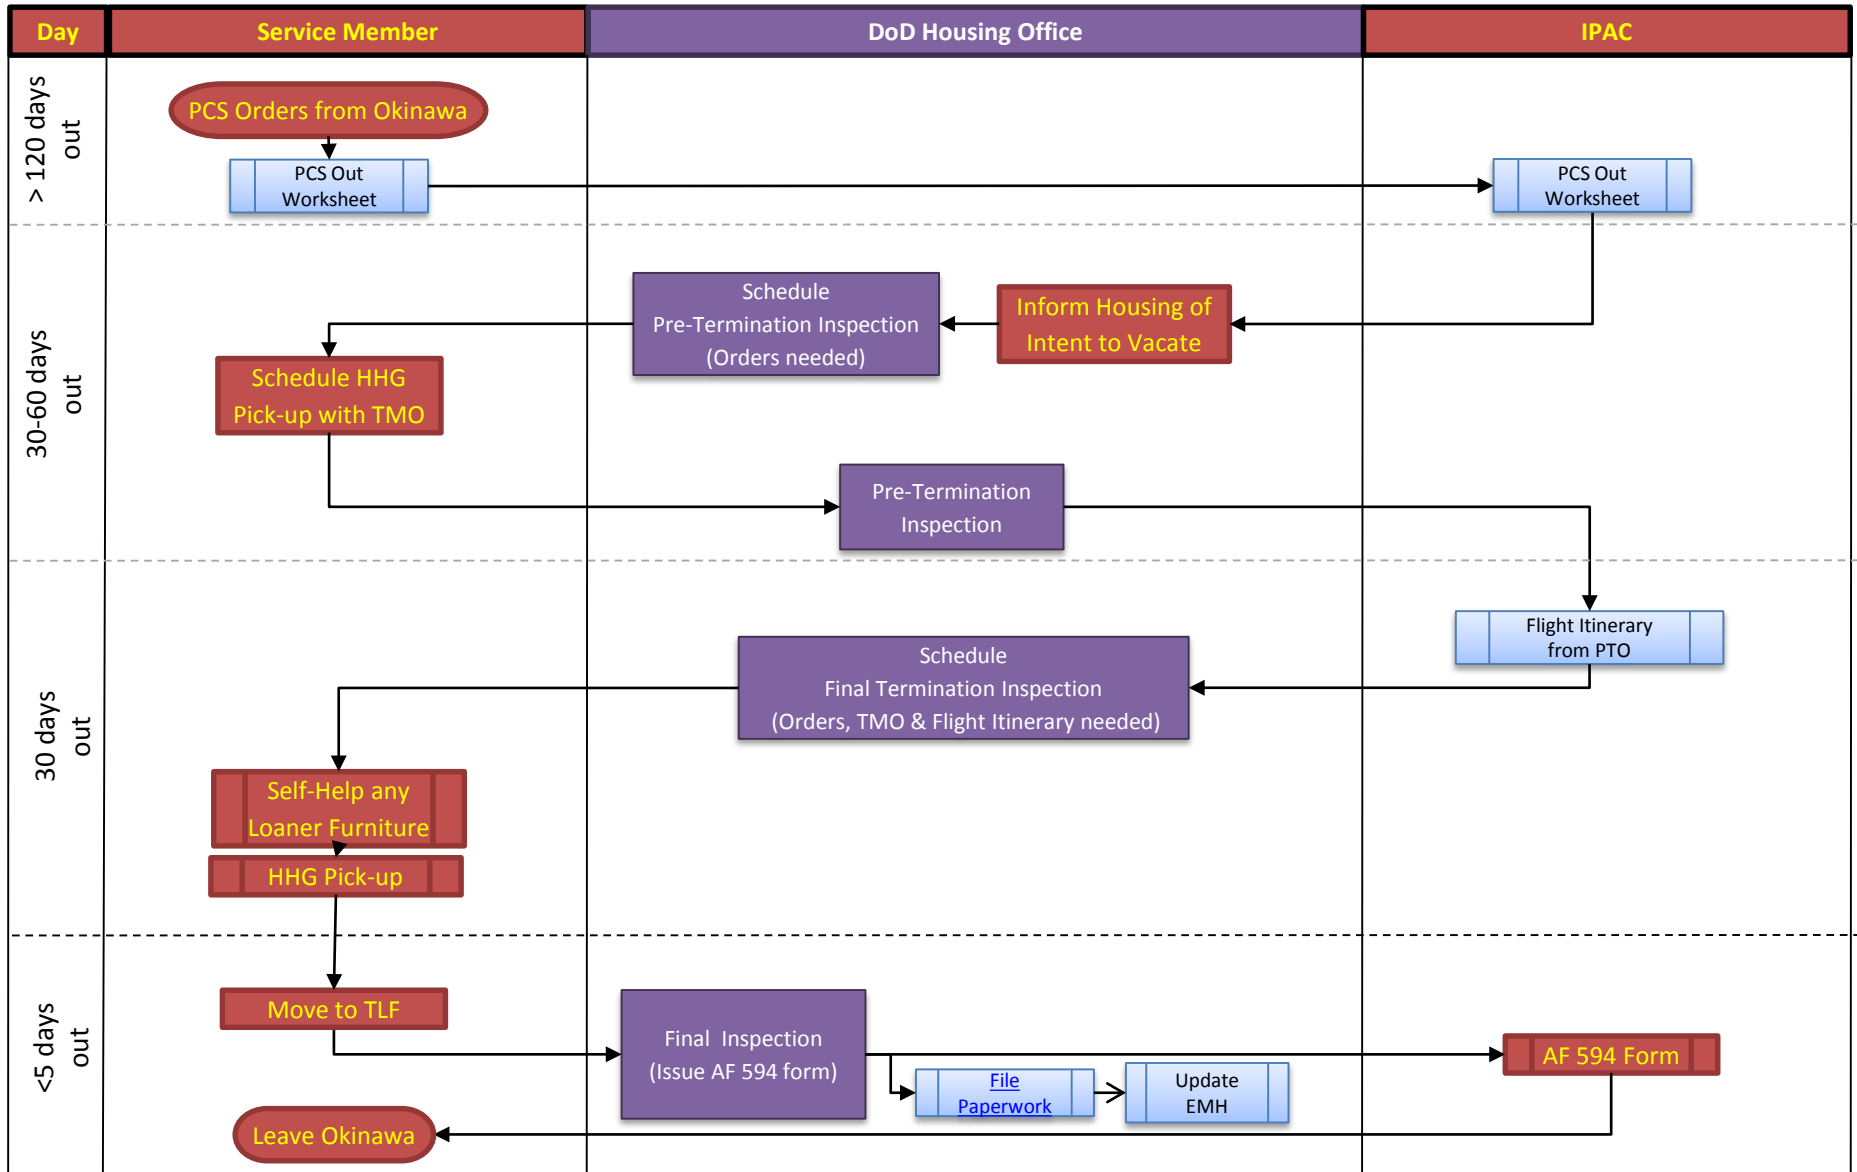 Day
Service Member
DoD Housing Office
IPAC
> 120 days
out
PCS Orders from Okinawa
PCS Out
Worksheet
PCS Out
Worksheet
30-60 days
out
Schedule
Pre-Termination Inspection
(Orders needed)
Inform Housing of
Intent to Vacate
Schedule HHG
Pick-up with TMO
Pre-Termination
Inspection
30 days
out
Flight Itinerary
from PTO
Schedule
Final Termination Inspection
(Orders, TMO & Flight Itinerary needed)
Self-Help any
Loaner Furniture
HHG Pick-up
<5 days
out
Move to TLF
Final Inspection
(Issue AF 594 form)
AF 594 Form
File
Paperwork
Update
EMH
Leave Okinawa